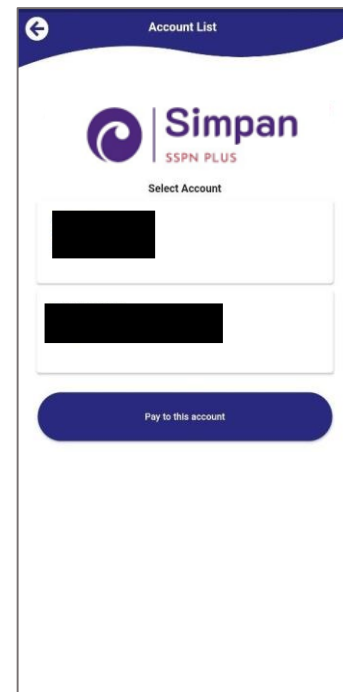 Account List
Simpan
SSPN PLUS
Select Account
Pay to this account